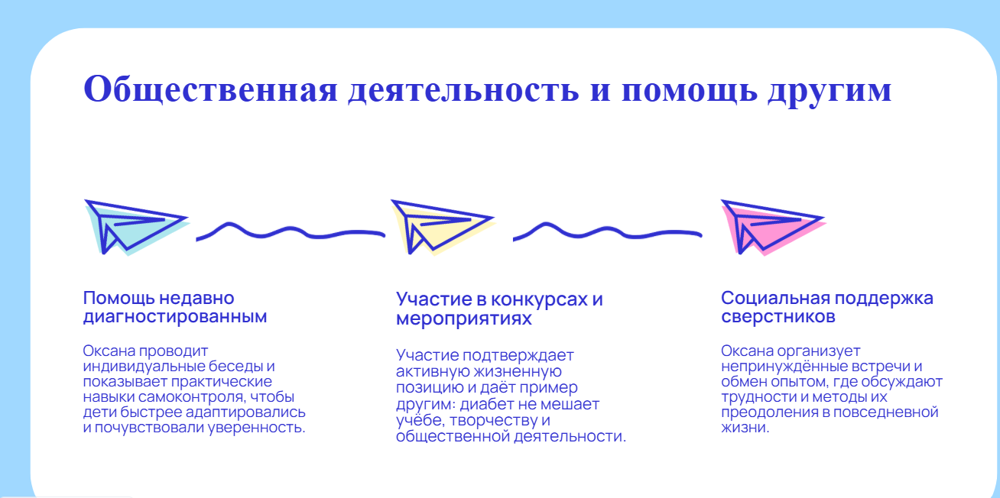 Общественная деятельность и помощь другим
Помощь недавно
диагностированным
Оксана проводит
индивидуальные беседы и
показывает практические
навыки самоконтроля, чтобы
дети быстрее адаптировались
и почувствовали уверенность.
Участие в конкурсах и
мероприятиях
Участие подтверждает
активную жизненную
позицию и даёт пример
другим: диабет не мешает
учёбе, творчеству и
общественной деятельности.
Социальная поддержка
сверстников
Оксана организует
непринуждённые встречи и
обмен опытом, где обсуждают
трудности и методы их
преодоления в повседневной
жизни.